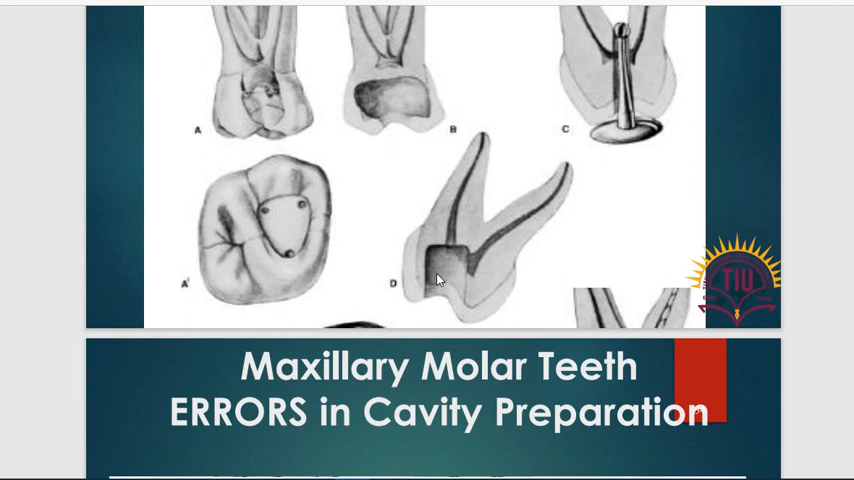 A
B
C
A'
D
TIU
Maxillary Molar Teeth
ERRORS in Cavity Preparation